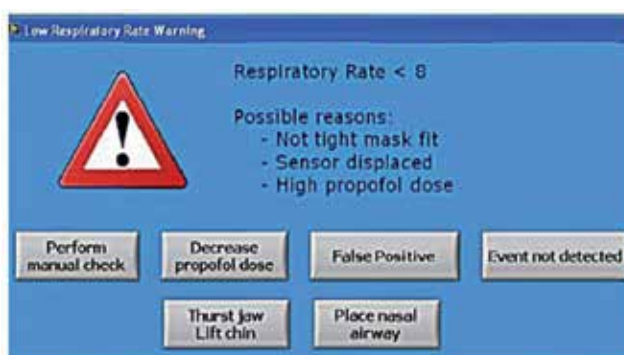 Low Respiratory Rate Warning
Respiratory Rate < 8
Possible reasons:
- Not tight mask fit
- Sensor displaced
- High propofol dose
Perform
manual check
Decrease
propofol dose
False Positive
Event not detected
Thurst jaw
Lift chin
Place nasal
airway